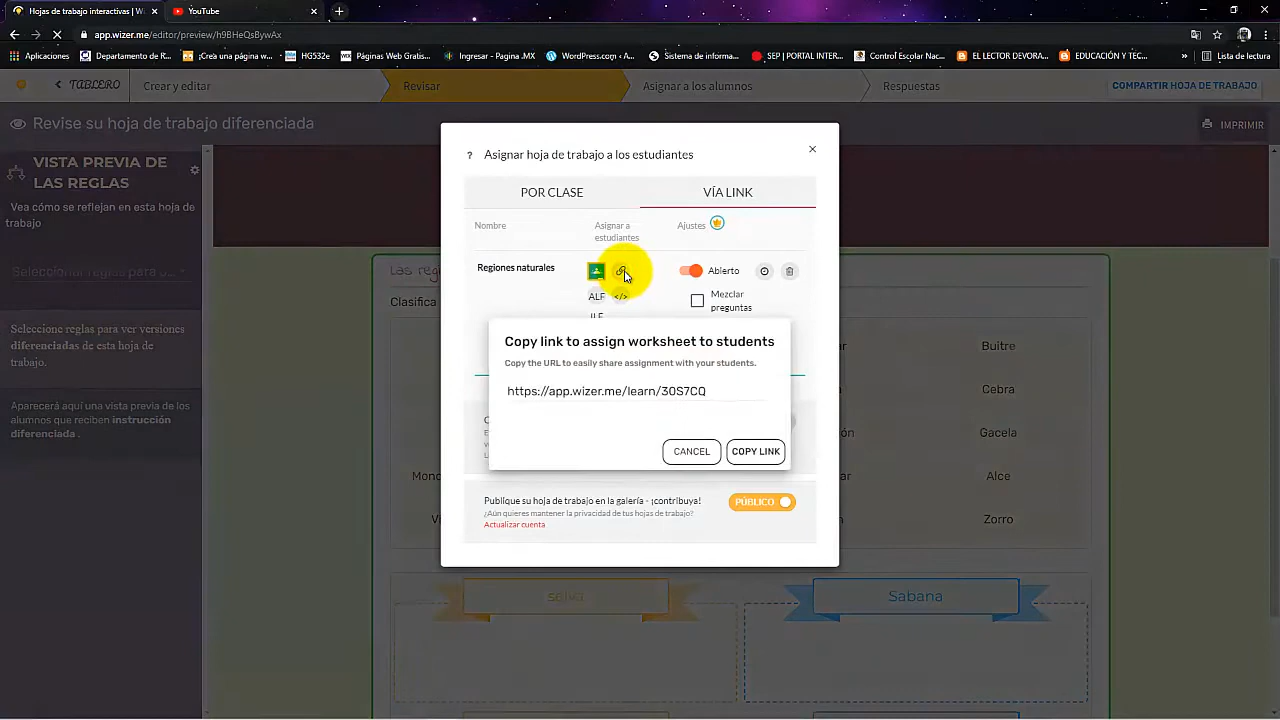 Hojas de trabajo interactivas | W
YouTube
app.wizer.me/editor/preview/h9BHeQsBywAx
Aplicaciones
Departamento de B...
¡Crea una página w...
HG532e
Páginas Web Gratis...
Ingresar - Pagina .MX
WordPress.com ‹ A...
Sistema de informa...
SEP | PORTAL INTER...
Control Escolar Nac...
EL LECTOR DEVORA...
EDUCACIÓN Y TEC...
»
Lista de lectura
TABLERO
Crear y editar
Revisar
Asignar a los alumnos
Respuestas
COMPARTIR HOJA DE TRABAJO
Revise su hoja de trabajo diferenciada
IMPRIMIR
VISTA PREVIA DE
LAS REGLAS
Vea cómo se reflejan en esta hoja de
trabajo
Seleccionar reglas para u...
Seleccione reglas para ver versiones
diferenciadas de esta hoja de
trabajo.
Aparecerá aquí una vista previa de los
alumnos que reciben instrucción
diferenciada .
Asignar hoja de trabajo a los estudiantes
POR CLASE
VÍA LINK
Nombre
Asignar a
estudiantes
Ajustes
Regiones naturales
Abierto
ALF
</>
Mezclar
preguntas
Copy link to assign worksheet to students
Copy the URL to easily share assignment with your students.
https://app.wizer.me/learn/30S7CQ
CANCEL
COPY LINK
Publique su hoja de trabajo en la galería - ¡contribuya!
¿Aún quieres mantener la privacidad de tus hojas de trabajo?
Actualizar cuenta
PÚBLICO
Clasifica
Buitre
Cebra
Gacela
Alce
Zorro
Selva
Sabana